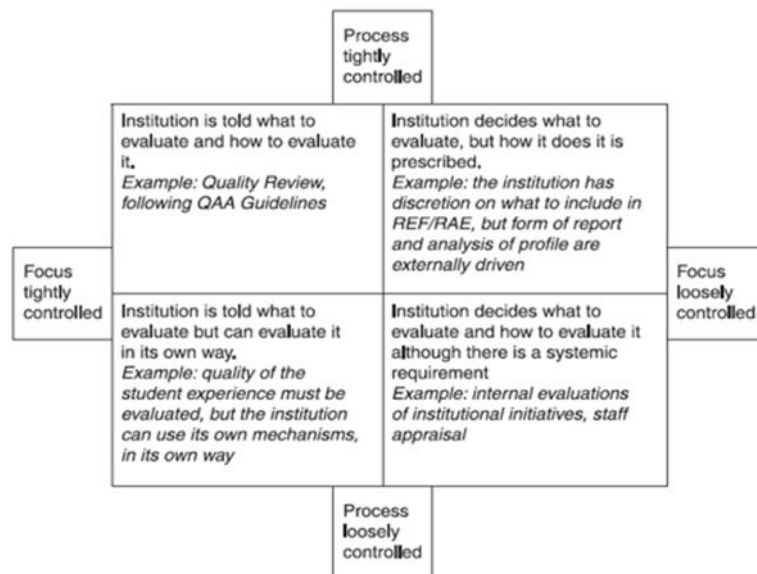 Process
tightly
controlled
Institution is told what to
evaluate and how to evaluate
it.
Example: Quality Review,
following QAA Guidelines
Institution decides what to
evaluate, but how it does it is
prescribed.
Example: the institution has
discretion on what to include in
REF/RAE, but form of report
and analysis of profile are
externally driven
Focus
tightly
controlled
Focus
loosely
controlled
Institution is told what to
evaluate but can evaluate it
in its own way.
Example: quality of the
student experience must be
evaluated, but the institution
can use its own mechanisms,
in its own way
Institution decides what to
evaluate and how to evaluate it
although there is a systemic
requirement
Example: internal evaluations
of institutional initiatives, staff
appraisal
Process
loosely
controlled